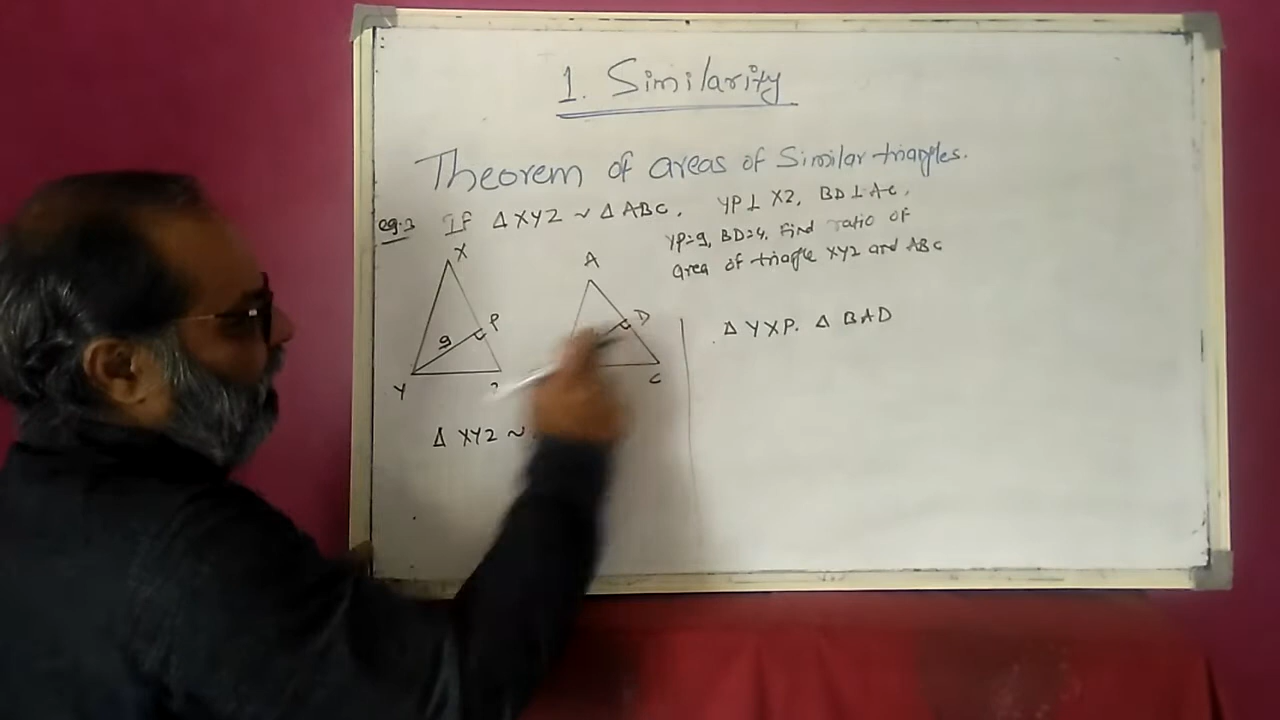 1. Similarity
Theorem of areas of Similar triangles.
eg.3 If Δ XYZ ~ Δ ABC, YP⊥ XZ, BD⊥AC,
YP=9, BD=4. Find ratio of
area of triangle XYZ and ABC
X
Y
P
9
A
D
C
Δ XYZ ~
Δ YXP. Δ BAD